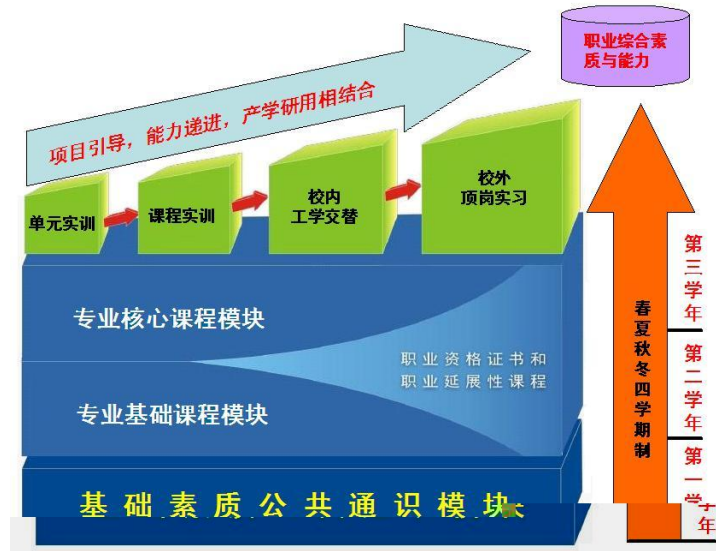 职业综合素
质与能力
项目引导，能力递进，产学研用相结合
单元实训
课程实训
校内
工学交替
校外
顶岗实习
专业核心课程模块
职业资格证书和
职业延展性课程
专业基础课程模块
基础素质公共通识模块
春夏秋冬四学期制
第三学年
第二学年
第一学年